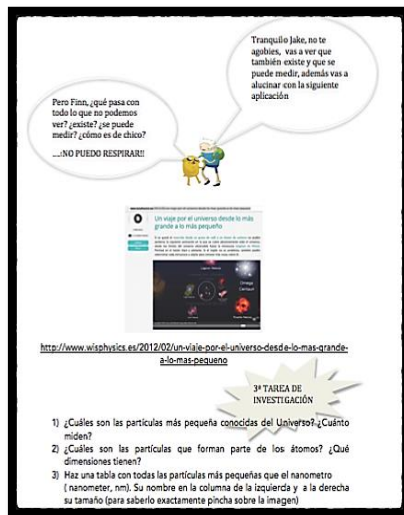 Tranquilo Jake, no te
agobies, vas a ver que
también existe y que se
puede medir, además vas a
alucinar con la siguiente
aplicación
Pero Finn, ¿qué pasa con
todo lo que no podemos
ver? ¿existe? ¿se puede
medir? ¿cómo es de chico?
....¡NO PUEDO RESPIRAR!!
Un viaje por el universo desde lo más
grande a lo más pequeño
Omega
Centauri
http://www.wisphysics.es/2012/02/un-viaje-por-el-universo-desde-lo-mas-grande-
a-lo-mas-pequeno
3ª TAREA DE
INVESTIGACIÓN
1) ¿Cuáles son las partículas más pequeña conocidas del Universo? ¿Cuánto
miden?
2) ¿Cuáles son las partículas que forman parte de los átomos? ¿Qué
dimensiones tienen?
3) Haz una tabla con todas las partículas más pequeñas que el nanometro
( nanometer, nm). Su nombre en la columna de la izquierda y a la derecha
su tamaño (para saberlo exactamente pincha sobre la imagen)